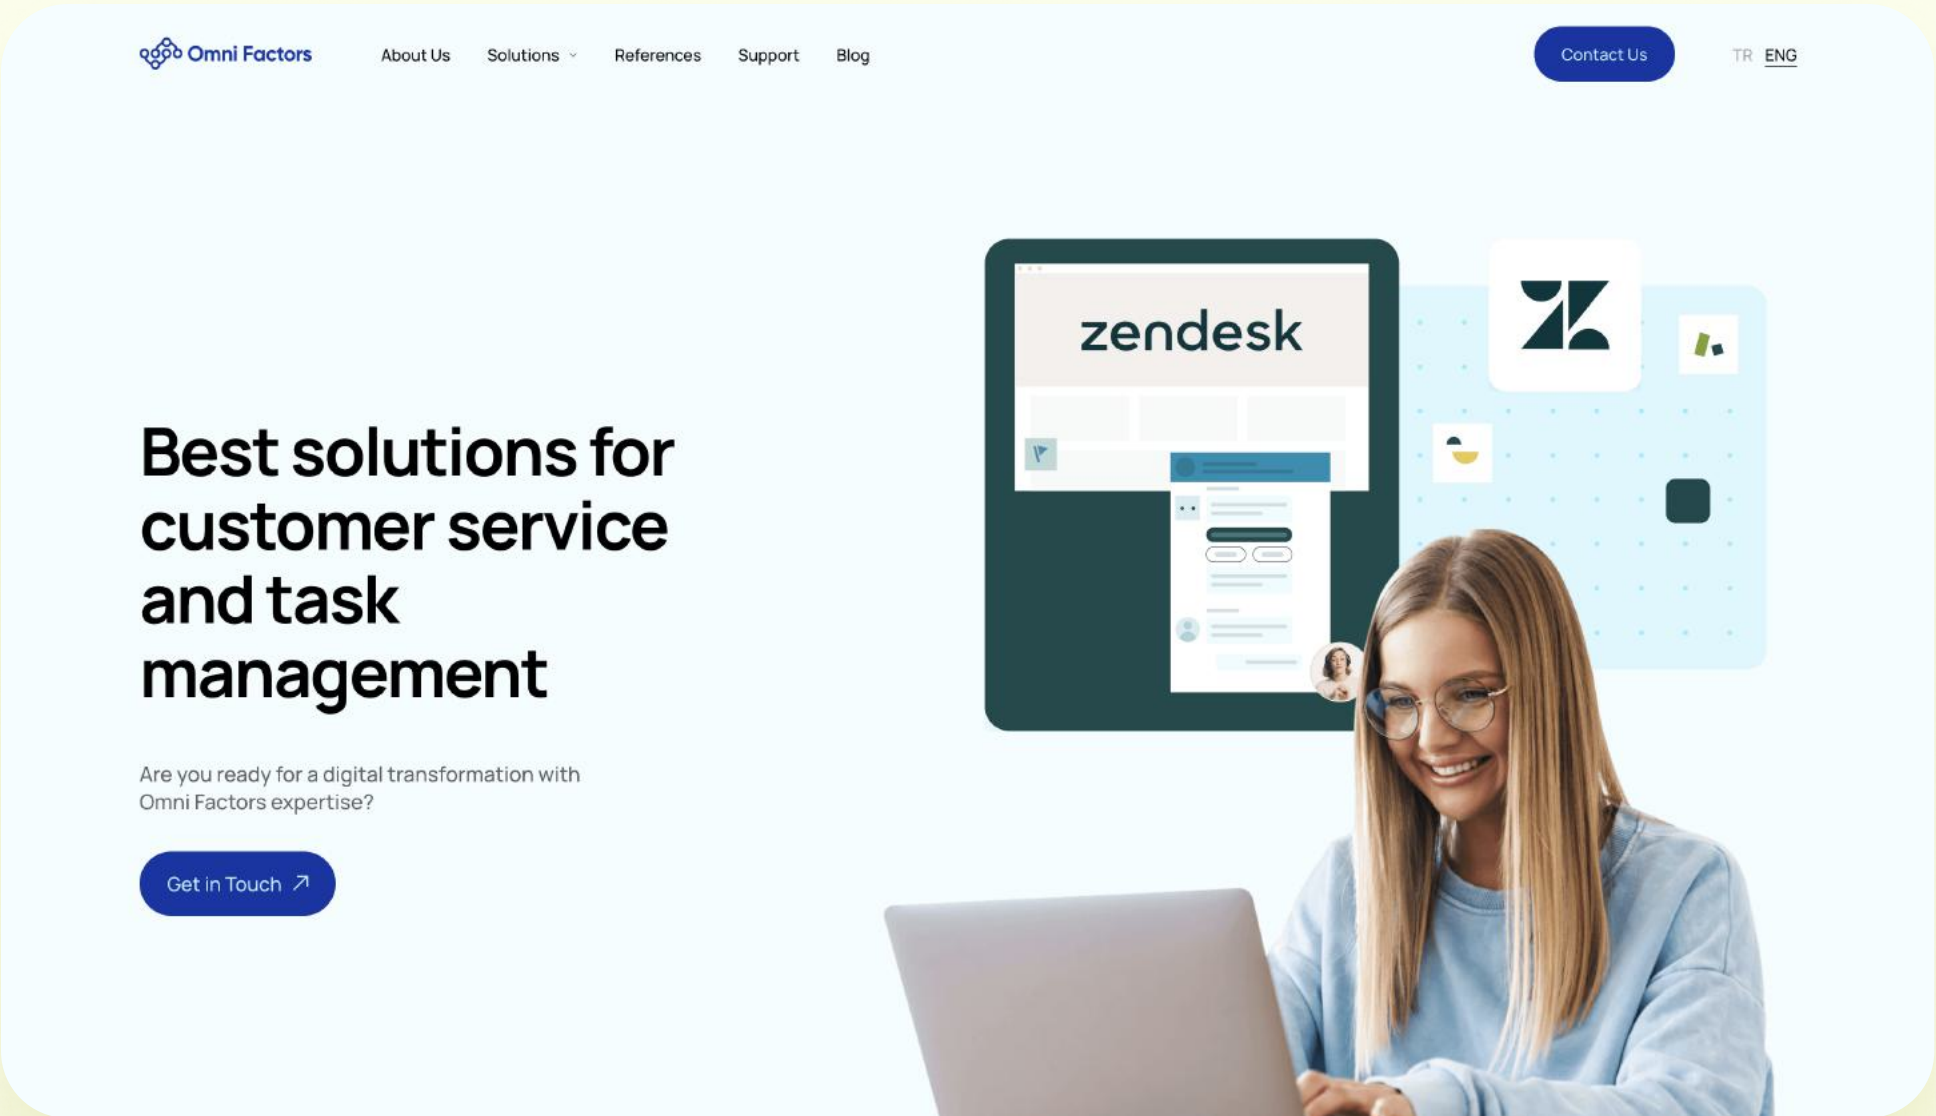 Omni Factors
About Us
Solutions
References
Support
Blog
Contact Us
TR
ENG
zendesk
Best solutions for
customer service
and task
management
Are you ready for a digital transformation with
Omni Factors expertise?
Get in Touch